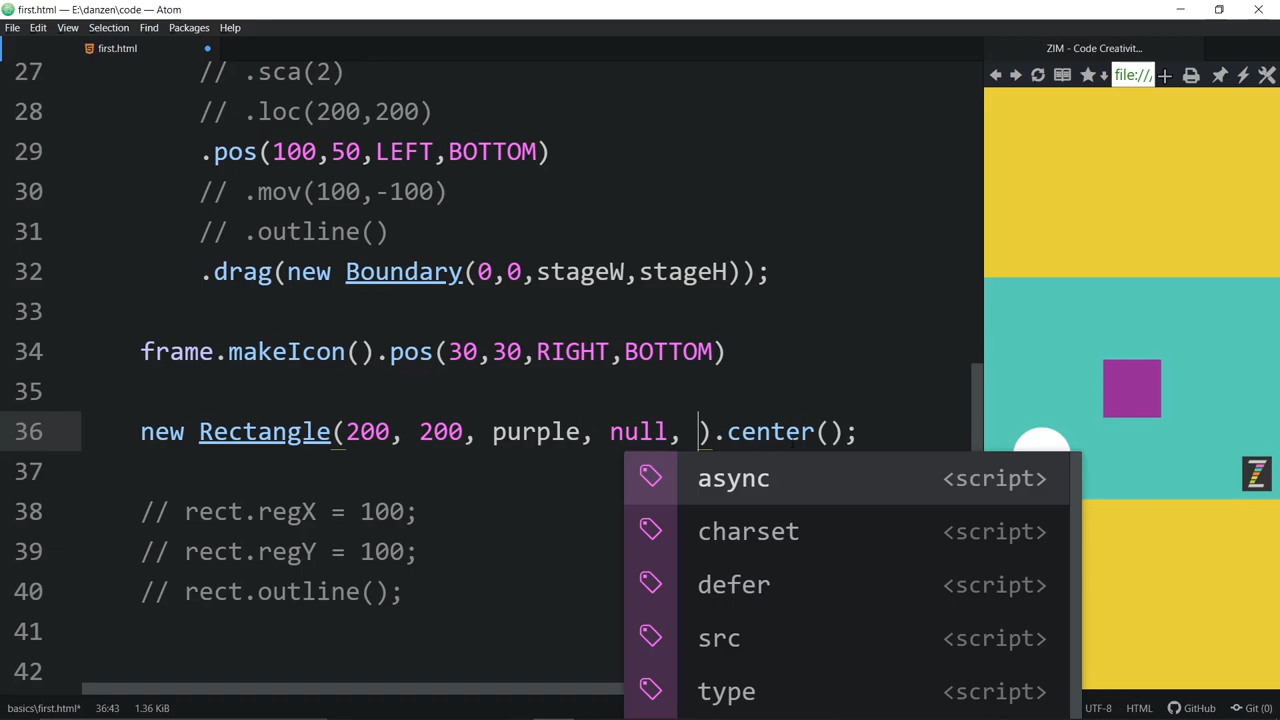 first.html — E:\danzen\code — Atom
File Edit View Selection Find Packages Help
first.html
ZIM - Code Creativit...
file://
27 // .sca(2)
28 // .loc(200,200)
29 .pos(100,50,LEFT,BOTTOM)
30 // .mov(100,-100)
31 // .outline()
32 .drag(new Boundary(0,0,stageW,stageH));
33
34 frame.makeIcon().pos(30,30,RIGHT,BOTTOM)
35
36 new Rectangle(200, 200, purple, null, ).center();
37
38 // rect.regX = 100;
39 // rect.regY = 100;
40 // rect.outline();
41
42
async <script>
charset <script>
defer <script>
src <script>
type <script>
basics\first.html* 36:43 1.36 KiB UTF-8 HTML GitHub Git (0)